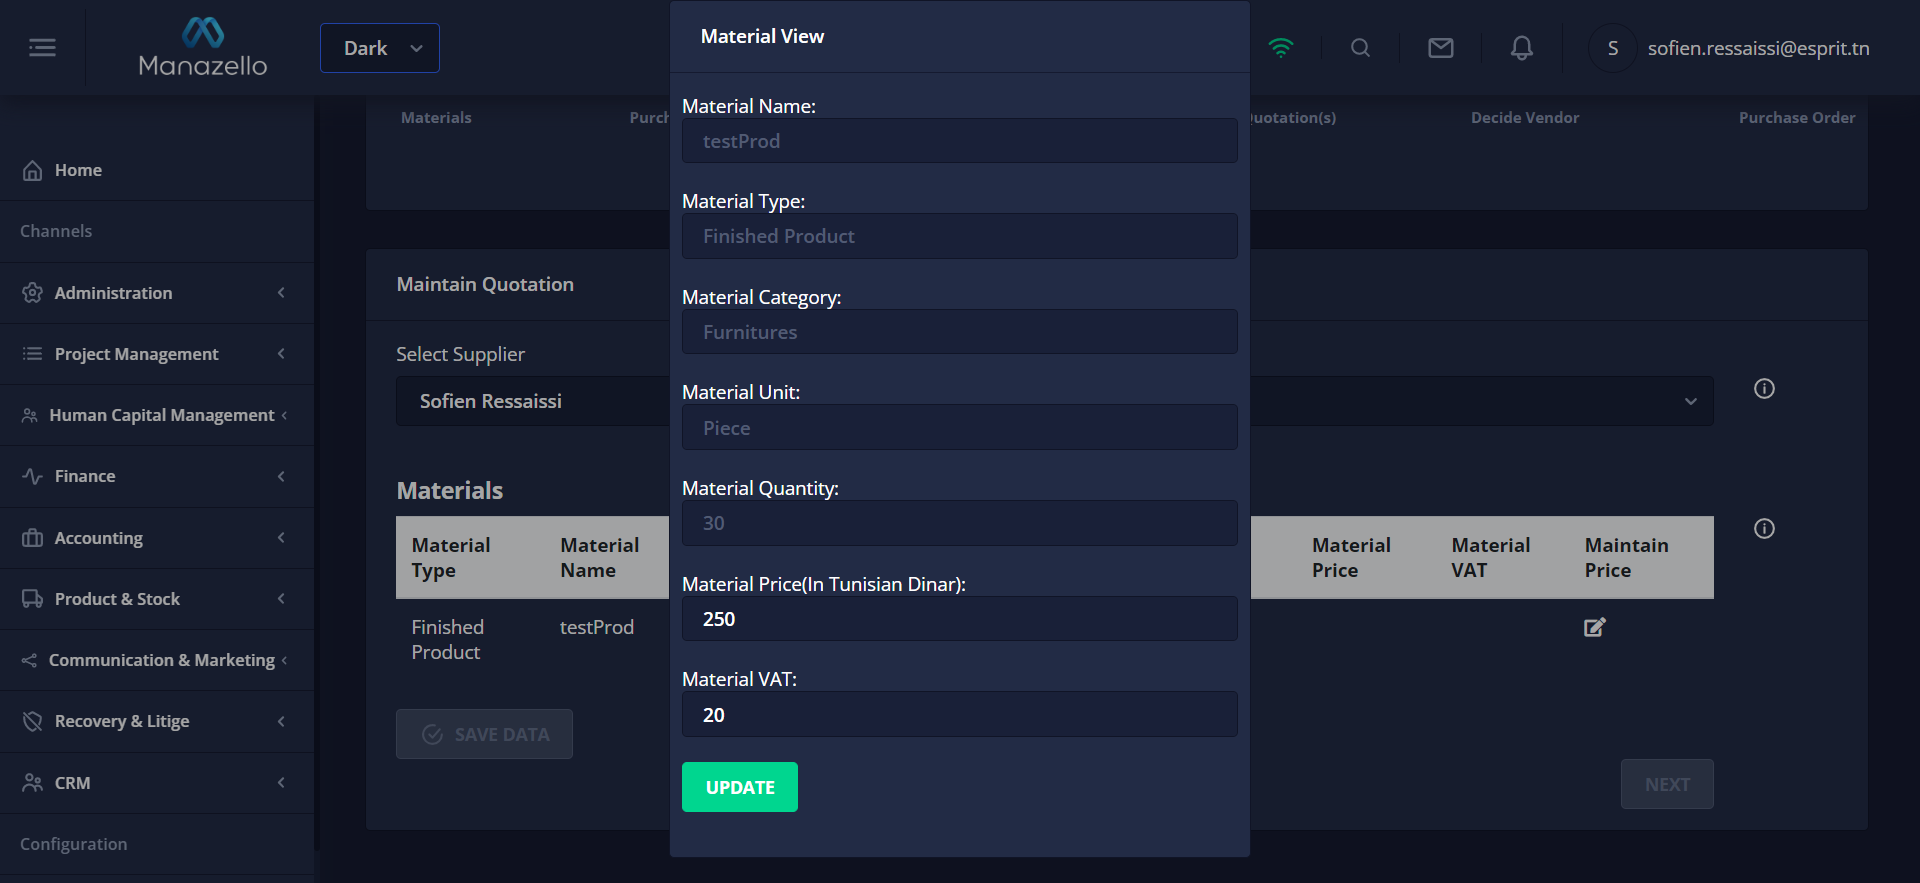 Manazello
Dark
Material View
S
sofien.ressaissi@esprit.tn
Materials
Decide Vendor
Purchase Order
Home
Channels
Administration
Project Management
Human Capital Management
Finance
Accounting
Product & Stock
Communication & Marketing
Recovery & Litige
CRM
Configuration
Maintain Quotation
Select Supplier
Sofien Ressaissi
Materials
Material Type
Material Name
Material Price
Material VAT
Maintain Price
Finished Product
testProd
SAVE DATA
NEXT
Material Name:
testProd
Material Type:
Finished Product
Material Category:
Furnitures
Material Unit:
Piece
Material Quantity:
30
Material Price(In Tunisian Dinar):
250
Material VAT:
20
UPDATE